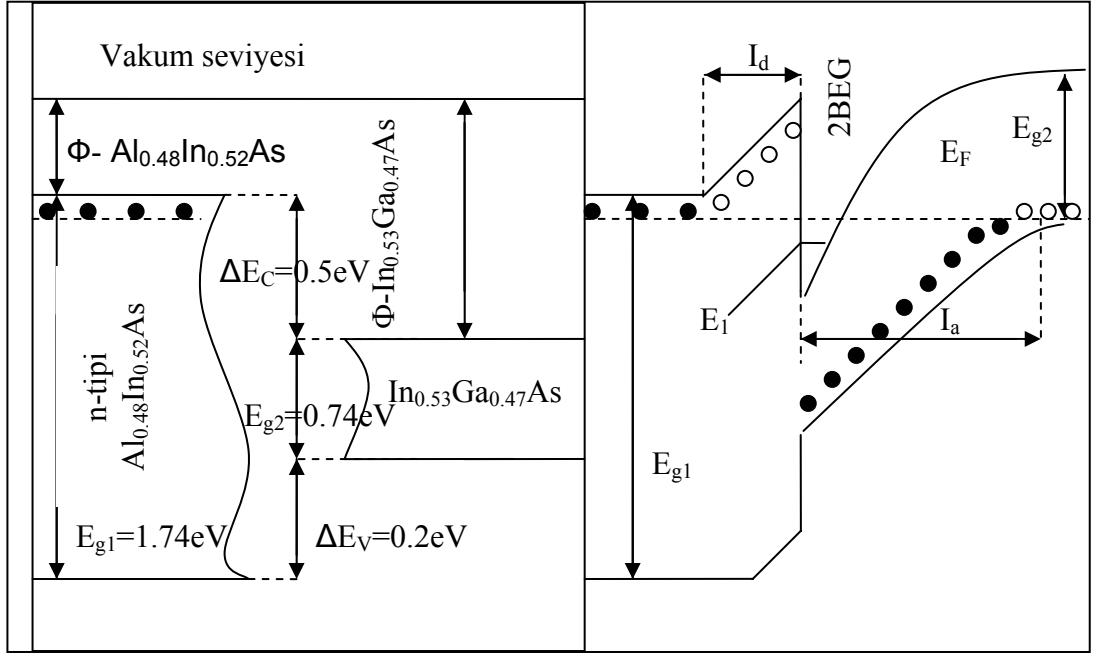 Vakum seviyesi
Φ- Al0.48In0.52As
Φ-In0.53Ga0.47As
ΔEC=0.5eV
n-tipi
Al0.48In0.52As
Eg2=0.74eV
In0.53Ga0.47As
Eg1=1.74eV
ΔEV=0.2eV
Id
2BEG
EF
Eg2
E1
Ia
Eg1